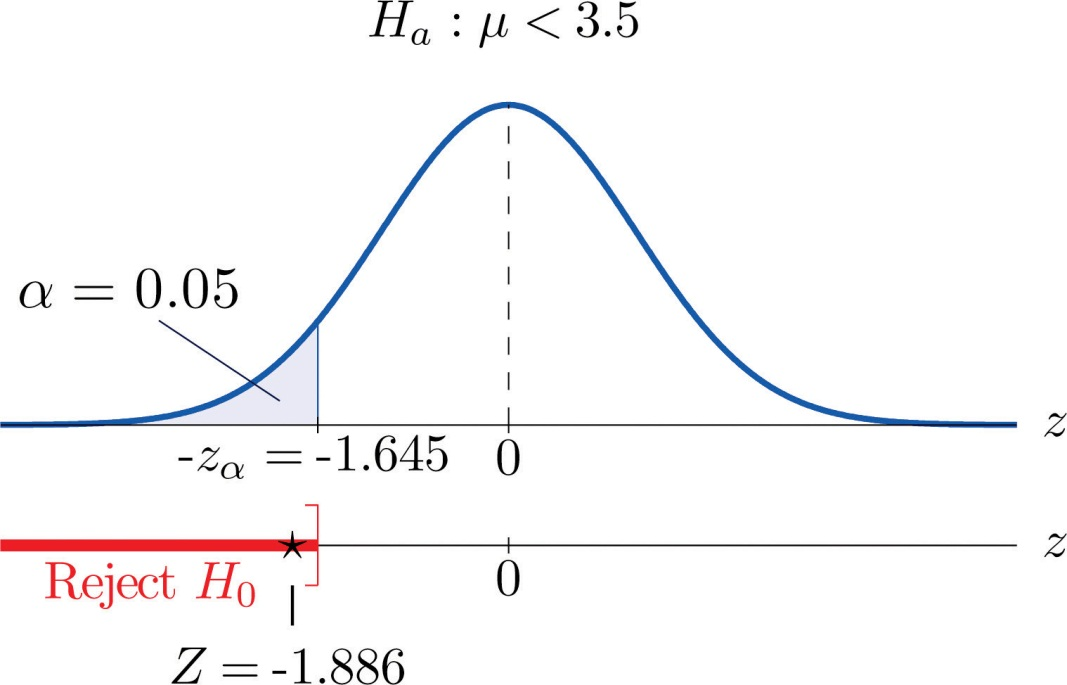 Hₐ : μ < 3.5
α = 0.05
-z_α = -1.645
0
z
0
z
Reject H₀
Z = -1.886